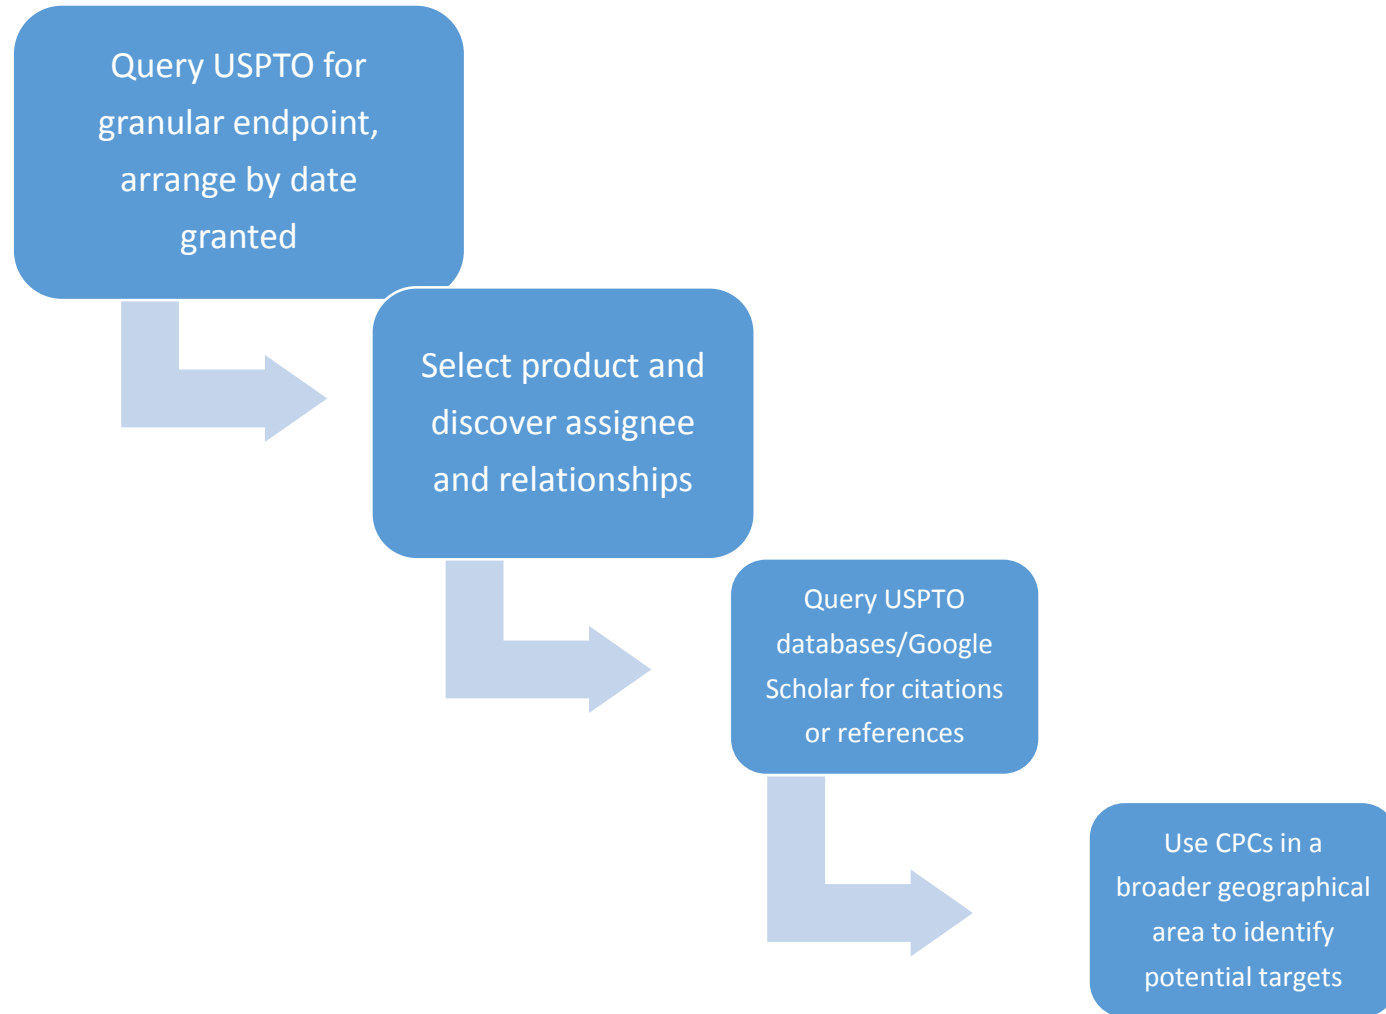 Query USPTO for
granular endpoint,
arrange by date
granted
Select product and
discover assignee
and relationships
Query USPTO
databases/Google
Scholar for citations
or references
Use CPCs in a
broader geographical
area to identify
potential targets